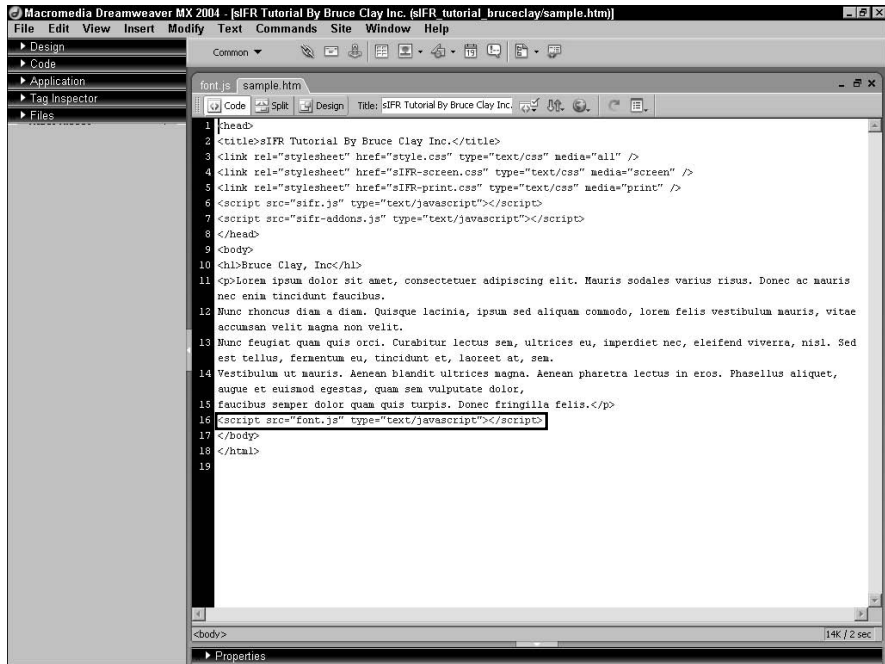 Macromedia Dreamweaver MX 2004 - [sIFR Tutorial By Bruce Clay Inc. (sIFR_tutorial_bruceclay/sample.htm)]
File Edit View Insert Modify Text Commands Site Window Help
Design
Code
Application
Tag Inspector
Files
Common
font.js sample.htm
Code Split Design Title: sIFR Tutorial By Bruce Clay Inc.
1 <head>
2 <title>sIFR Tutorial By Bruce Clay Inc.</title>
3 <link rel="stylesheet" href="style.css" type="text/css" media="all" />
4 <link rel="stylesheet" href="sIFR-screen.css" type="text/css" media="screen" />
5 <link rel="stylesheet" href="sIFR-print.css" type="text/css" media="print" />
6 <script src="sifr.js" type="text/javascript"></script>
7 <script src="sifr-addons.js" type="text/javascript"></script>
8 </head>
9 <body>
10 <h1>Bruce Clay, Inc</h1>
11 <p>Lorem ipsum dolor sit amet, consectetuer adipiscing elit. Mauris sodales varius risus. Donec ac mauris
nec enim tincidunt faucibus.
12 Nunc rhoncus diam a diam. Quisque lacinia, ipsum sed aliquam commodo, lorem felis vestibulum mauris, vitae
accumsan velit magna non velit.
13 Nunc feugiat quam quis orci. Curabitur lectus sem, ultrices eu, imperdiet nec, eleifend viverra, nisl. Sed
est tellus, fermentum eu, tincidunt et, laoreet at, sem.
14 Vestibulum ut mauris. Aenean blandit ultrices magna. Aenean pharetra lectus in eros. Phasellus aliquet,
augue et euismod egestas, quam sem vulputate dolor,
15 faucibus semper dolor quam quis turpis. Donec fringilla felis.</p>
16 <script src="font.js" type="text/javascript"></script>
17 </body>
18 </html>
19
<body>
14K / 2 sec
Properties